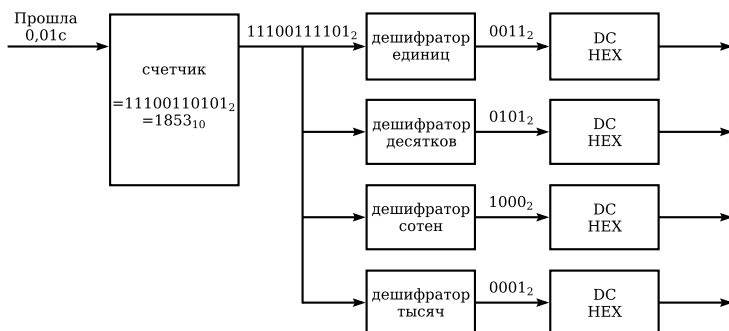 Прошла
0,01с
счетчик
=11100110101₂
=1853₁₀
11100111101₂
дешифратор
единиц
0011₂
DC
HEX
дешифратор
десятков
0101₂
DC
HEX
дешифратор
сотен
1000₂
DC
HEX
дешифратор
тысяч
0001₂
DC
HEX